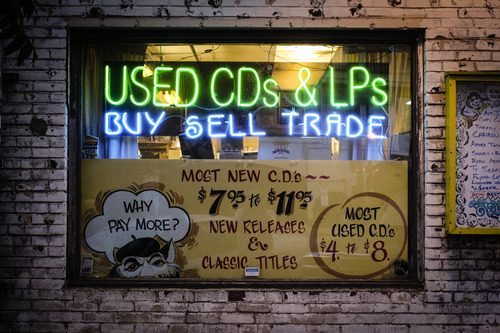 USED CDs & LPs
BUY SELL TRADE
MOST NEW C.D.s ~~
$7.95 to $11.95
NEW RELEASES
&
CLASSIC TITLES
WHY
PAY MORE?
MOST
USED C.D.s
$4. to $8.